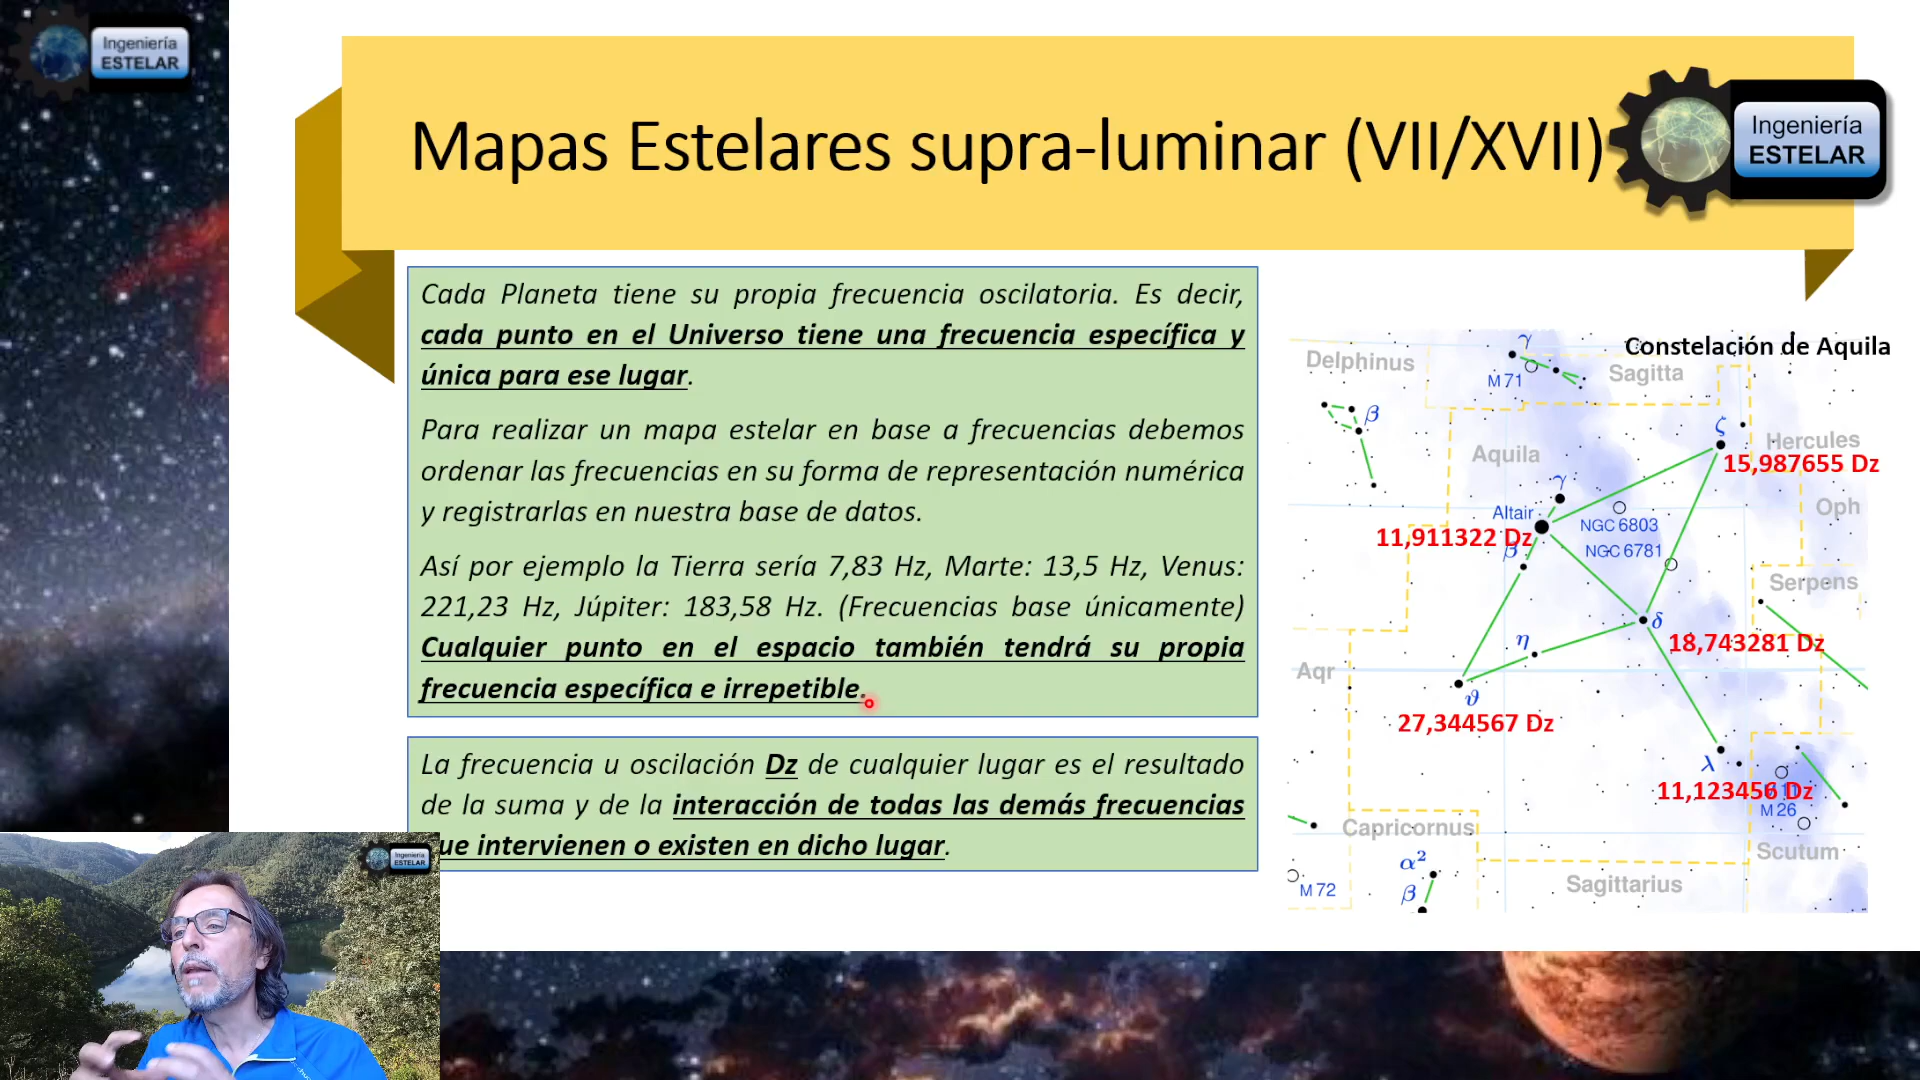 Ingeniería
ESTELAR
Mapas Estelares supra-luminar (VII/XVII)
Ingeniería
ESTELAR
Cada Planeta tiene su propia frecuencia oscilatoria. Es decir,
cada punto en el Universo tiene una frecuencia específica y
única para ese lugar.
Para realizar un mapa estelar en base a frecuencias debemos
ordenar las frecuencias en su forma de representación numérica
y registrarlas en nuestra base de datos.
Así por ejemplo la Tierra sería 7,83 Hz, Marte: 13,5 Hz, Venus:
221,23 Hz, Júpiter: 183,58 Hz. (Frecuencias base únicamente)
Cualquier punto en el espacio también tendrá su propia
frecuencia específica e irrepetible.
La frecuencia u oscilación Dz de cualquier lugar es el resultado
de la suma y de la interacción de todas las demás frecuencias
ue intervienen o existen en dicho lugar.
Constelación de Aquila
Delphinus
γ
Sagitta
M 71
β
ζ
Hercules
Aquila
15,987655 Dz
γ
Altair
Oph
NGC 6803
11,911322 Dz
β
NGC 6781
Serpens
δ
η
18,743281 Dz
Aqr
ϑ
27,344567 Dz
λ
11,123456 Dz
M 26
Capricornus
Scutum
α²
M 72
β
Sagittarius
Ingeniería
ESTELAR